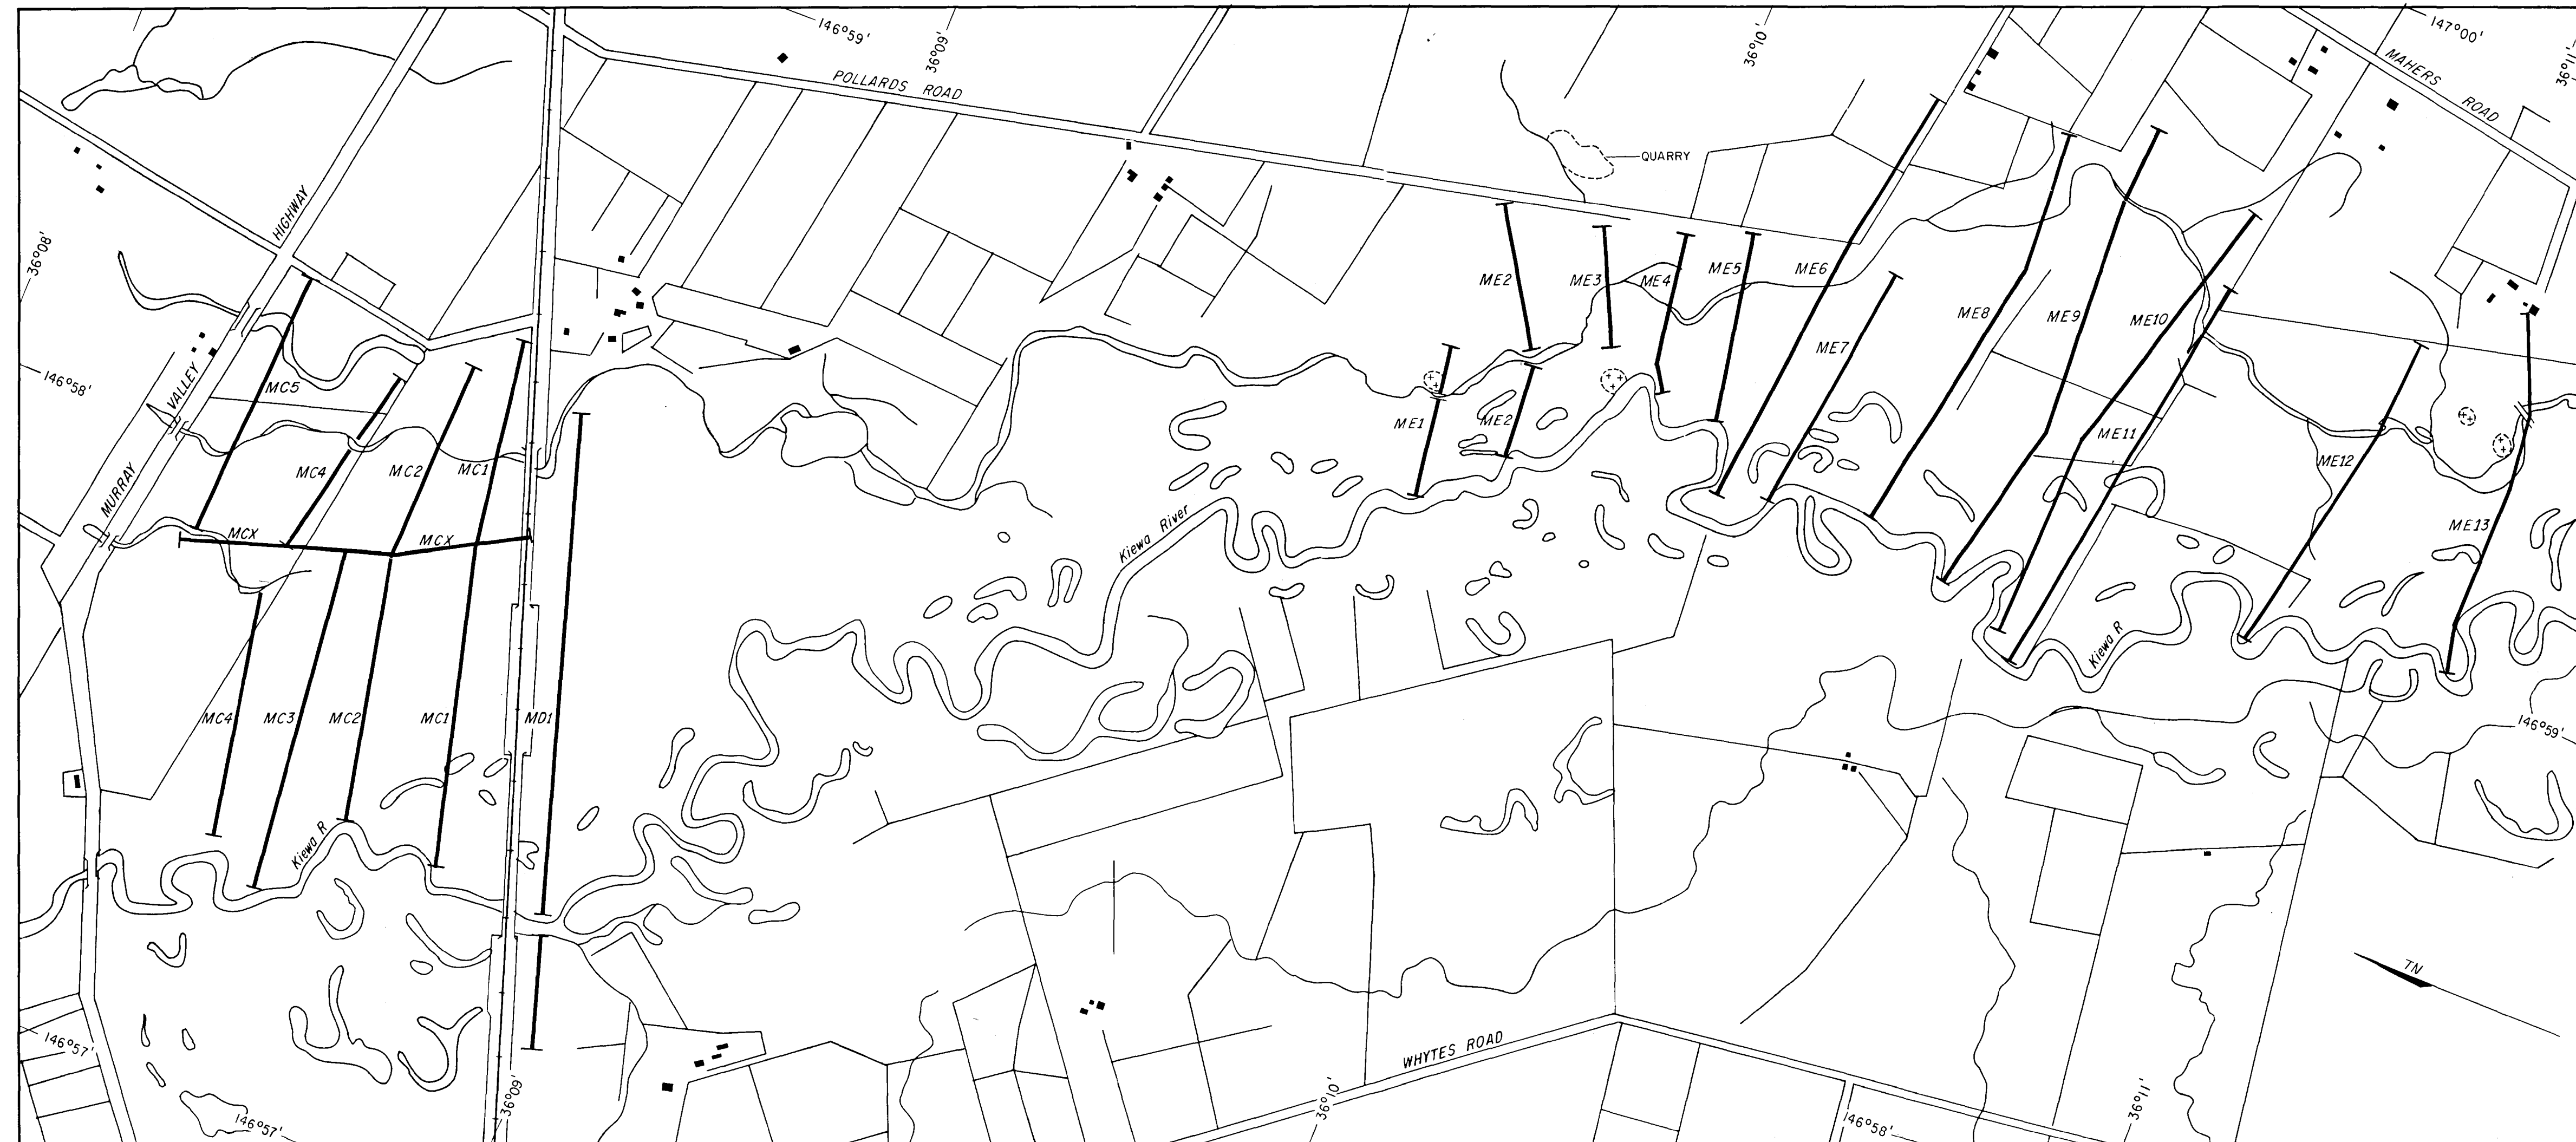 146°59'
36°09'
36°10'
147°00'
36°11'
POLLARDS ROAD
MAHERS ROAD
QUARRY
HIGHWAY
36°08'
ME2
ME3
ME4
ME5
ME6
ME7
ME8
ME9
ME10
146°58'
VALLEY
MC5
ME1
ME2
ME11
ME12
MC4
MC2
MC1
MURRAY
MCX
MCX
Kiewa River
ME13
Kiewa R
MC4
MC3
MC2
MC1
MD1
146°59'
Kiewa R
TN
146°57'
WHYTES ROAD
36°09'
36°10'
36°11'
146°57'
146°58'